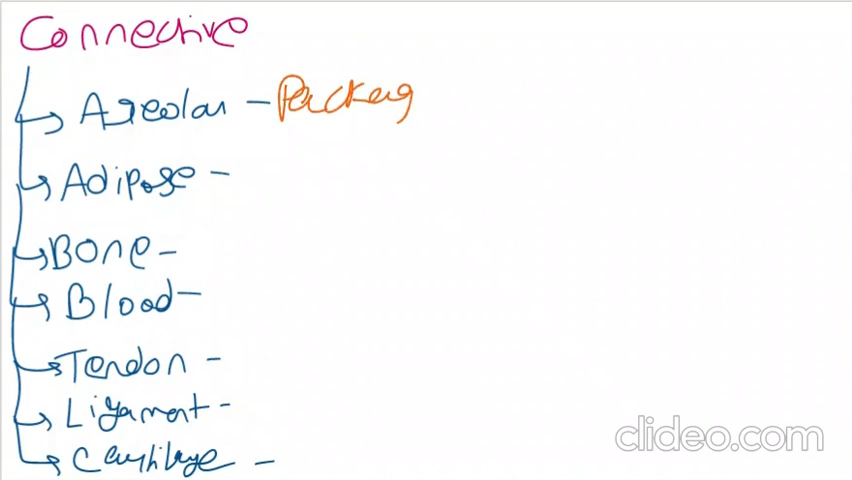 Connective
Areolar - Packing
Adipose -
Bone -
Blood -
Tendon -
Ligament -
Cartilage -
clideo.com